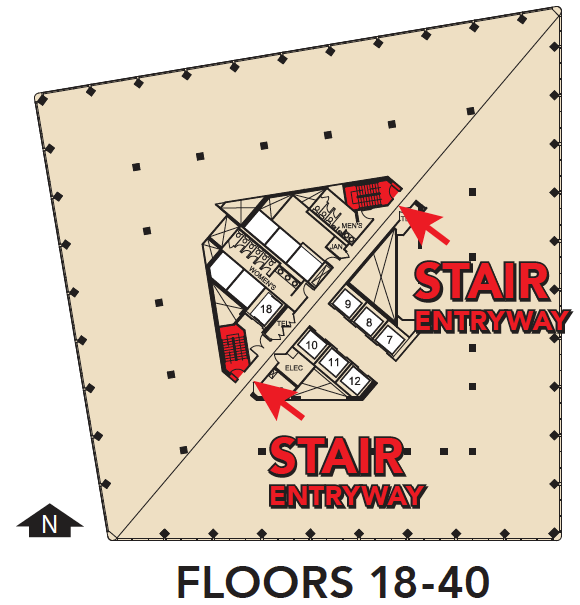 MEN'S
T
JAN
STAIR
ENTRYWAY
WOMEN'S
18
TEL
9
8
7
10
11
12
ELEC
STAIR
ENTRYWAY
N
FLOORS 18-40